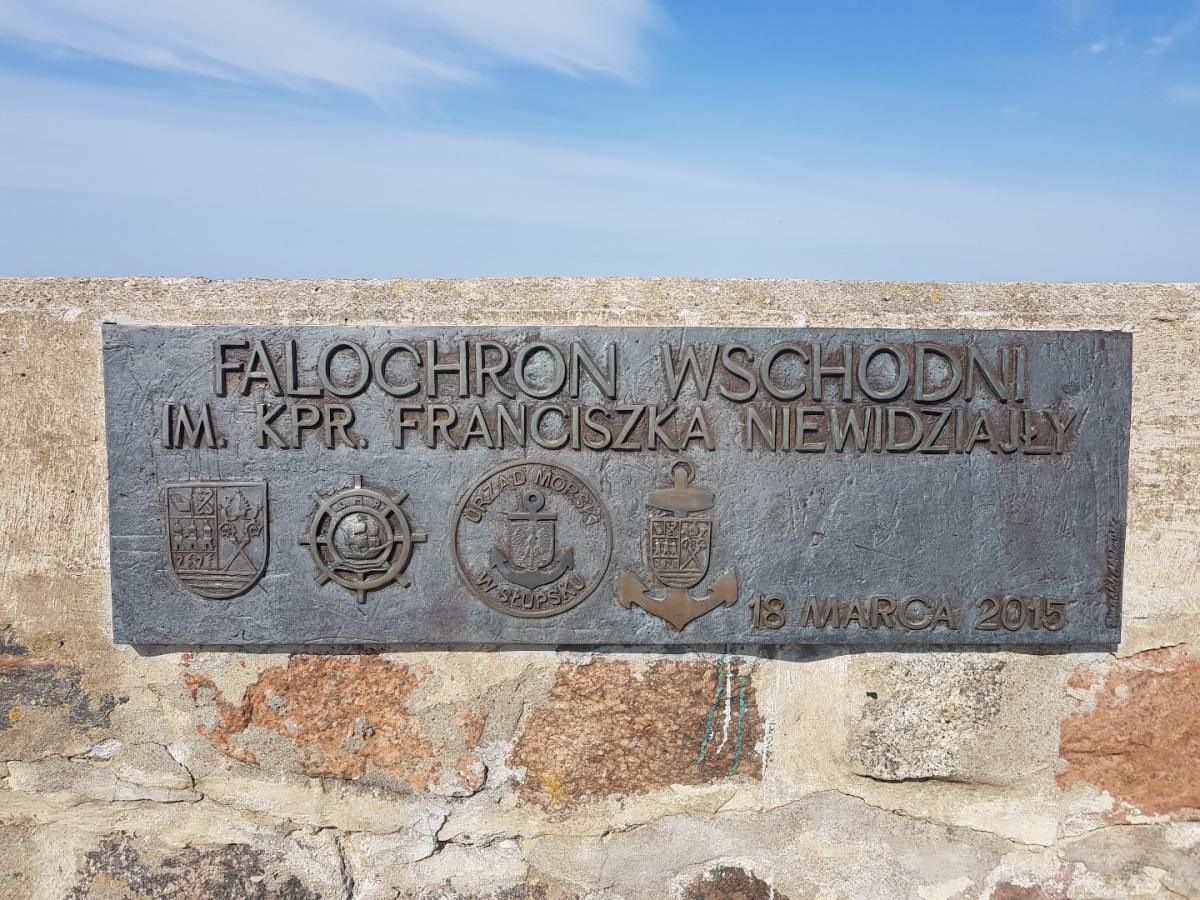 FALOCHRON WSCHODNI
IM. KPR. FRANCISZKA NIEWIDZIAJŁY
URZĄD MORSKI
W SŁUPSKU
18 MARCA 2015